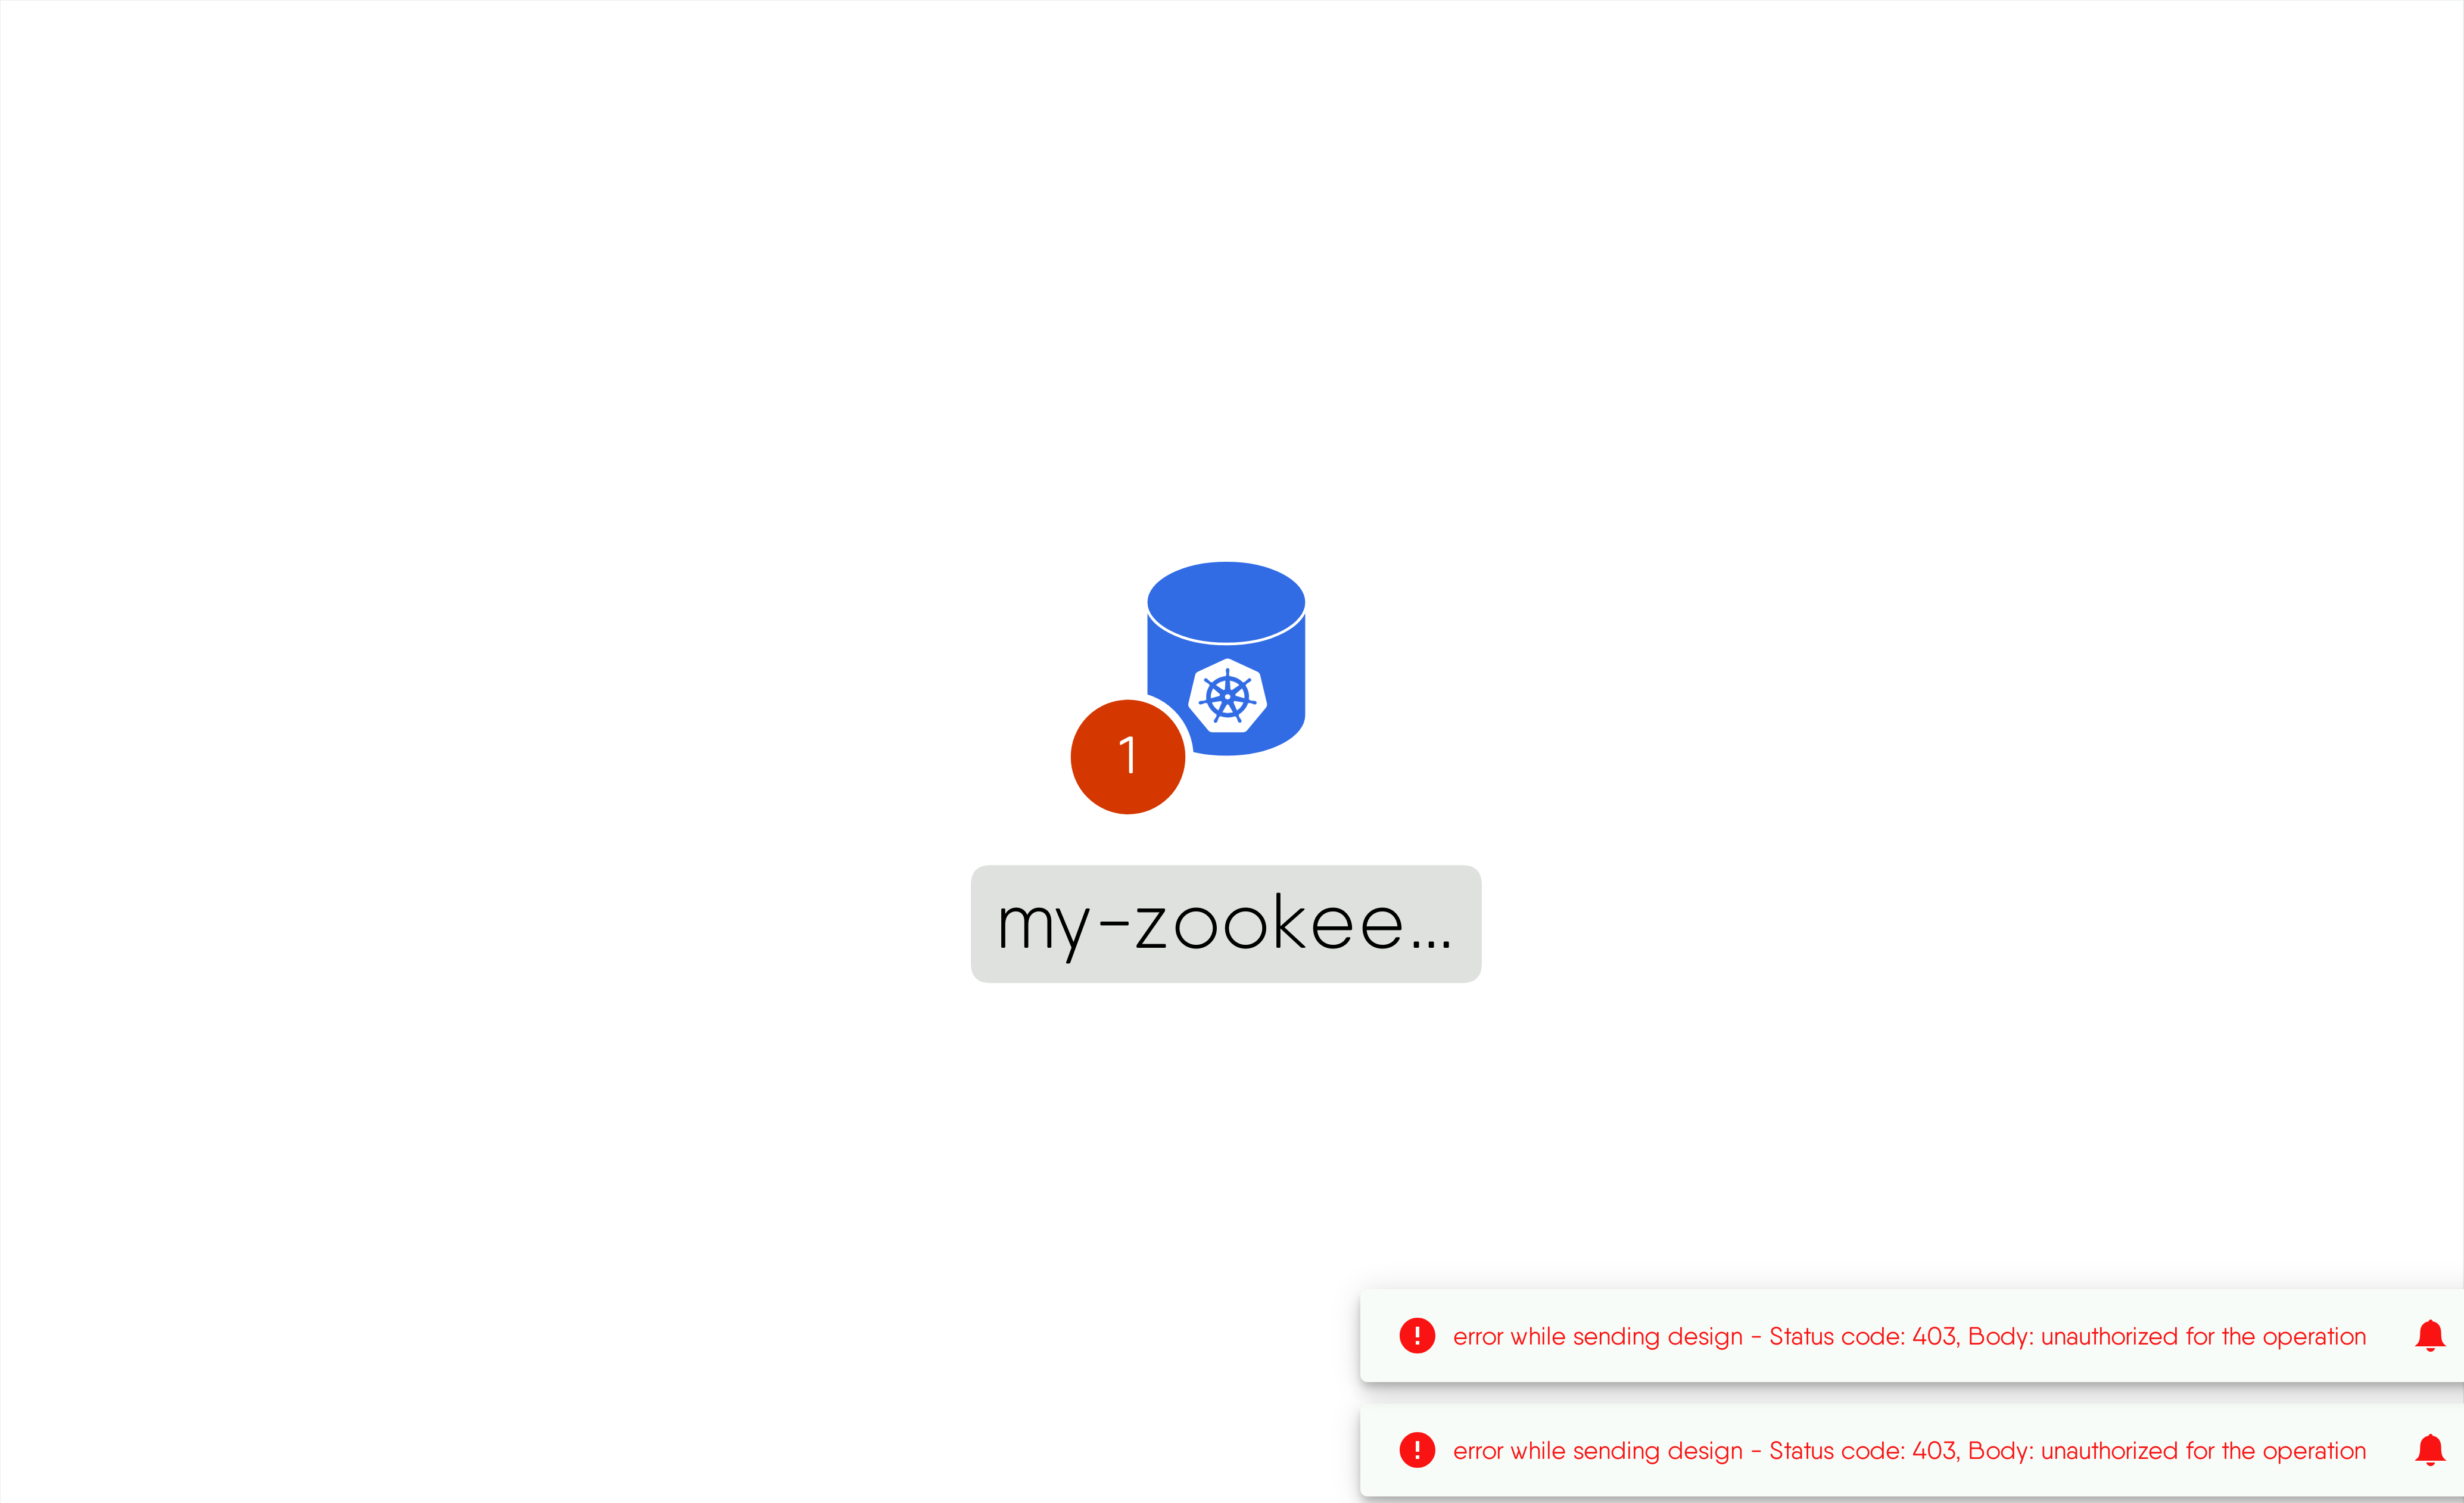 1
my-zookee...
error while sending design - Status code: 403, Body: unauthorized for the operation
error while sending design - Status code: 403, Body: unauthorized for the operation